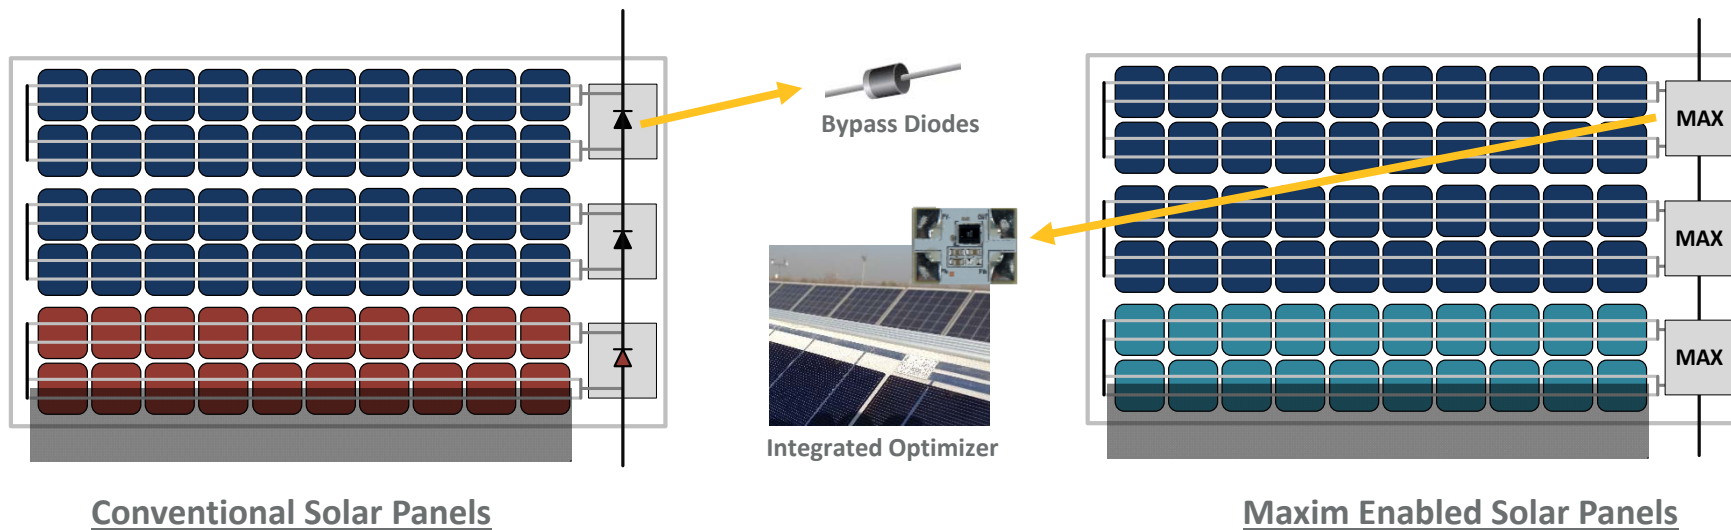 Bypass Diodes
MAX
MAX
MAX
Integrated Optimizer
Conventional Solar Panels
Maxim Enabled Solar Panels